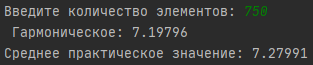 Введите количество элементов: 750
Гармоническое: 7.19796
Среднее практическое значение: 7.27991